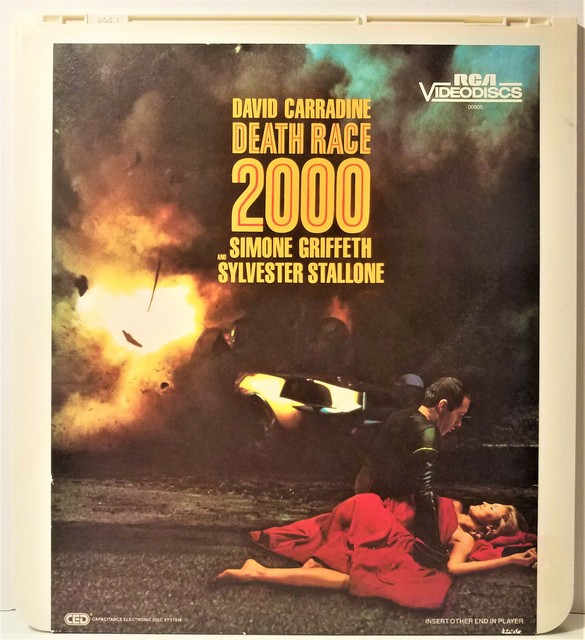 RCA
VIDEODISCS
00905
DAVID CARRADINE
DEATH RACE
2000
AND SIMONE GRIFFETH
SYLVESTER STALLONE
CED CAPACITANCE ELECTRONIC DISC SYSTEM
INSERT OTHER END IN PLAYER